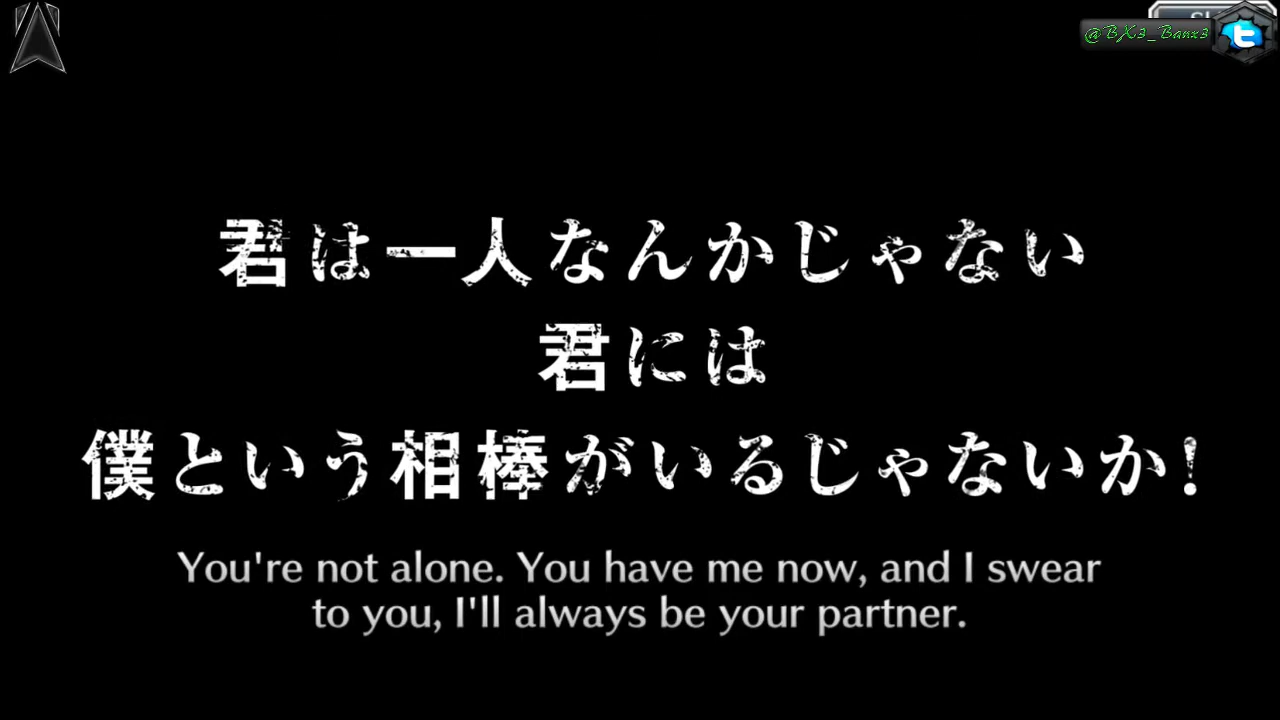 @BX3_Banx3
君は一人なんかじゃない
君には
僕という相棒がいるじゃないか!
You're not alone. You have me now, and I swear
to you, I'll always be your partner.